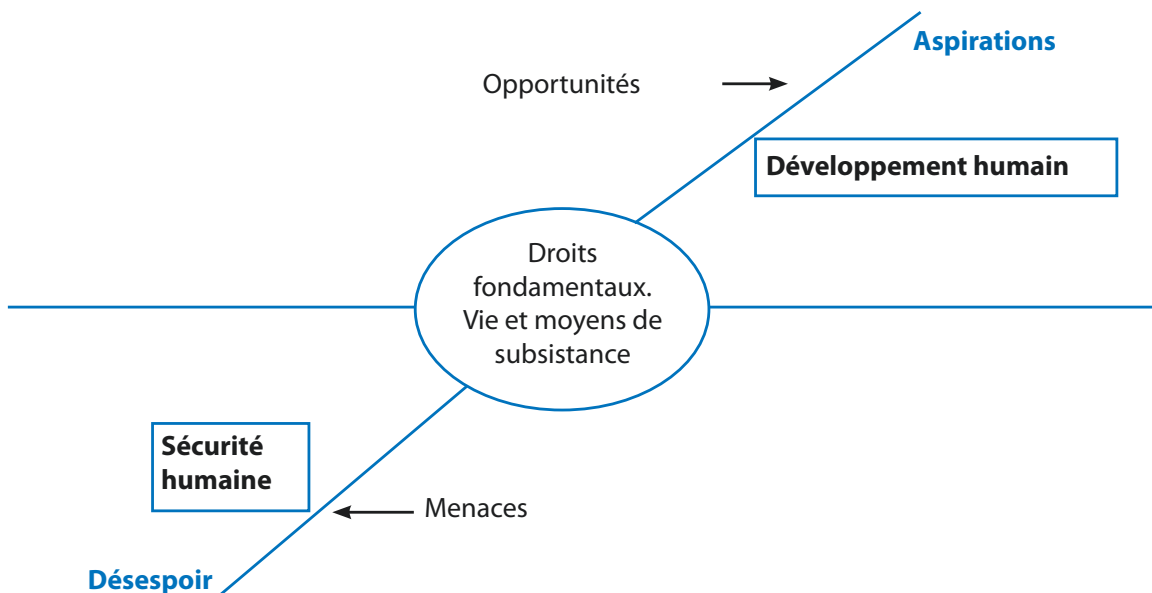 Aspirations
Opportunités
Développement humain
Droits
fondamentaux.
Vie et moyens de
subsistance
Sécurité
humaine
Menaces
Désespoir